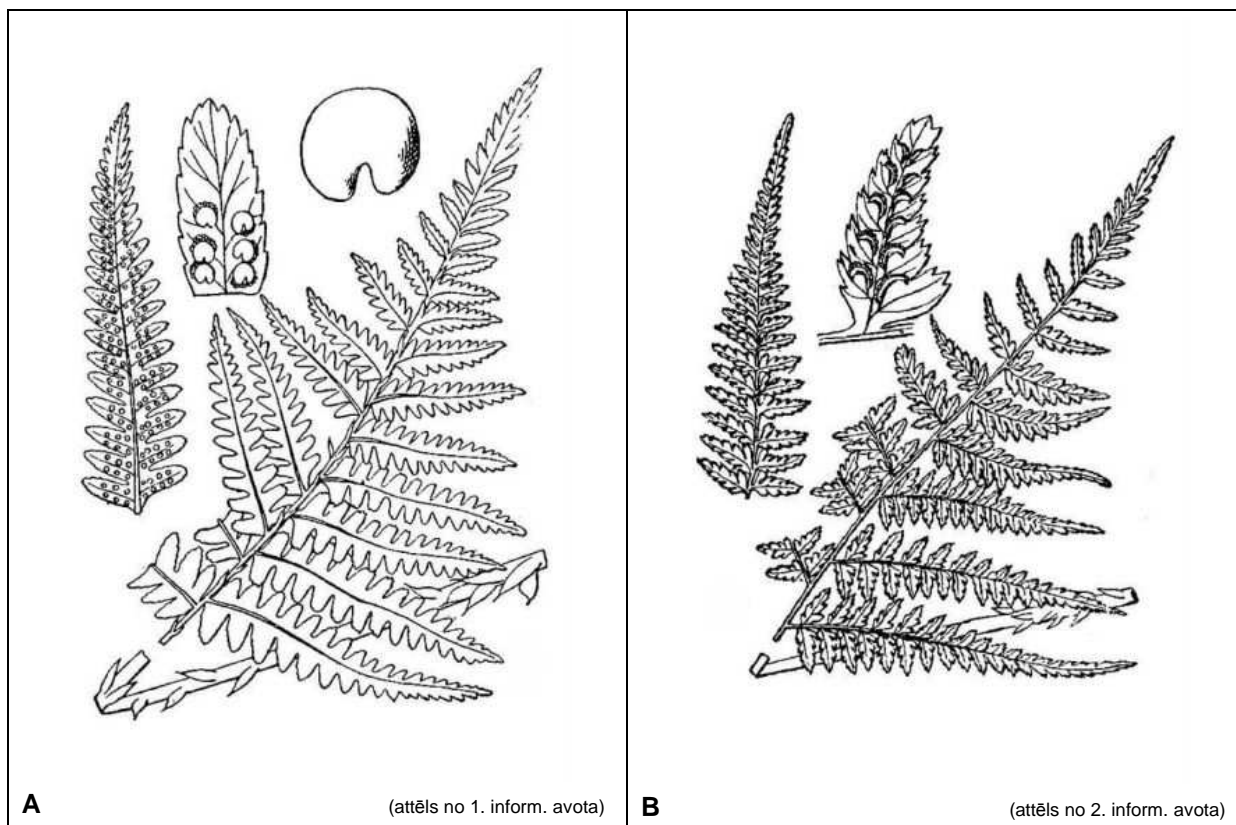 A (attēls no 1. inform. avota)
B (attēls no 2. inform. avota)